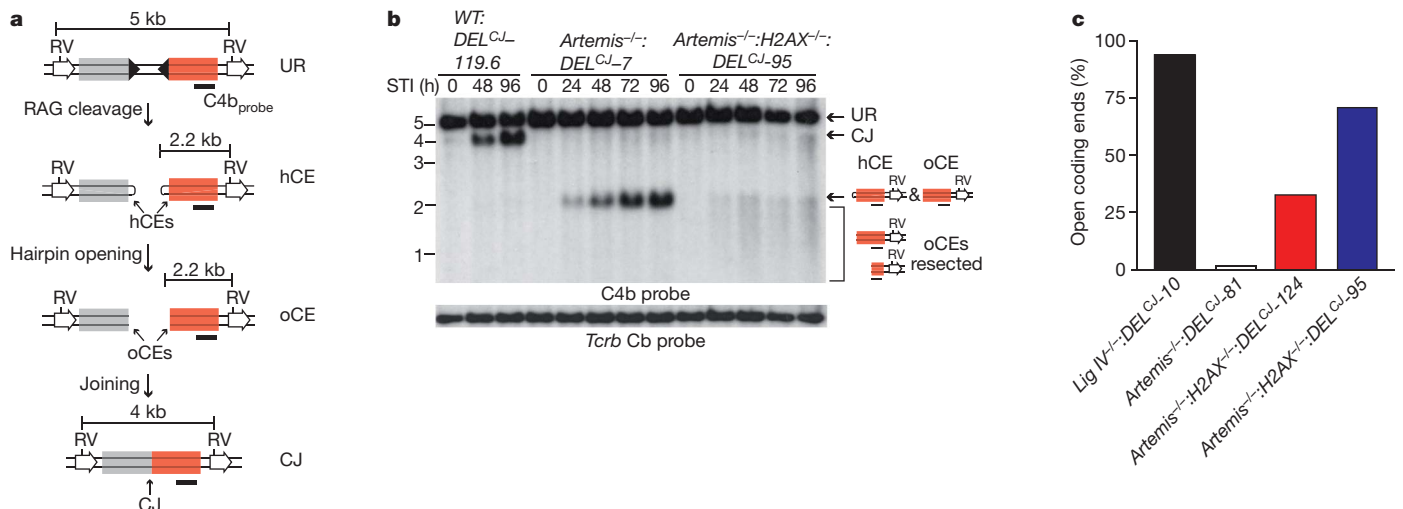 a
5 kb
RV
RV
UR
C4b probe
RAG cleavage
2.2 kb
RV
RV
hCE
hCEs
Hairpin opening
2.2 kb
RV
RV
oCE
oCEs
Joining
4 kb
RV
RV
CJ
CJ
b
WT:
DEL^CJ–
119.6
Artemis–/–:
DEL^CJ–7
Artemis–/–:H2AX–/–:
DEL^CJ-95
STI (h) 0 48 96 0 24 48 72 96 0 24 48 72 96
5
4
3
2
1
UR
CJ
hCE
oCE
RV
&
RV
RV
oCEs
resected
RV
C4b probe
Tcrb Cb probe
c
Open coding ends (%)
100
75
50
25
0
Lig IV–/–:DEL^CJ-10
Artemis–/–:DEL^CJ-81
Artemis–/–:H2AX–/–:DEL^CJ-124
Artemis–/–:H2AX–/–:DEL^CJ-95